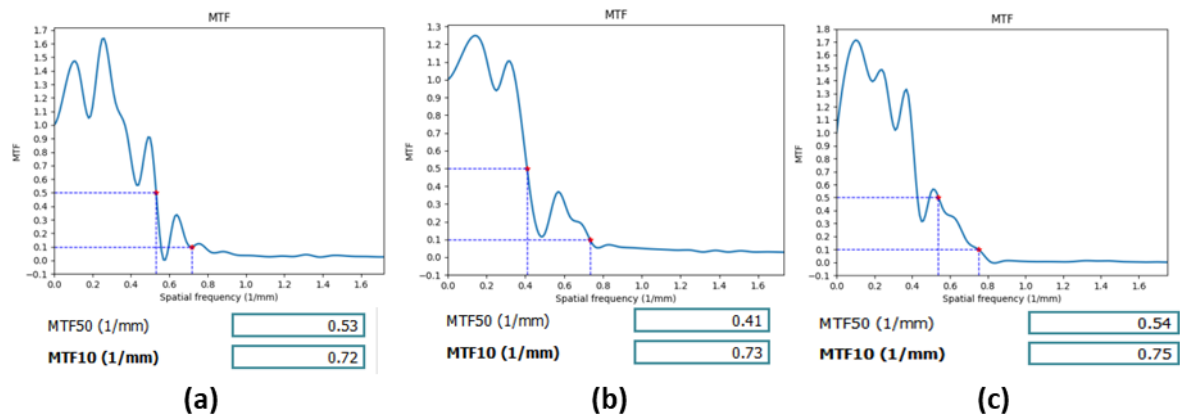 MTF
1.7
1.6
1.5
1.4
1.3
1.2
1.1
1.0
0.9
0.8
0.7
0.6
0.5
0.4
0.3
0.2
0.1
0.0
−0.1
MTF
0.0 0.2 0.4 0.6 0.8 1.0 1.2 1.4 1.6
Spatial frequency (1/mm)
MTF50 (1/mm) 0.53
MTF10 (1/mm) 0.72
(a)
MTF
1.3
1.2
1.1
1.0
0.9
0.8
0.7
0.6
0.5
0.4
0.3
0.2
0.1
0.0
−0.1
MTF
0.0 0.2 0.4 0.6 0.8 1.0 1.2 1.4 1.6
Spatial frequency (1/mm)
MTF50 (1/mm) 0.41
MTF10 (1/mm) 0.73
(b)
MTF
1.8
1.7
1.6
1.5
1.4
1.3
1.2
1.1
1.0
0.9
0.8
0.7
0.6
0.5
0.4
0.3
0.2
0.1
0.0
−0.1
MTF
0.0 0.2 0.4 0.6 0.8 1.0 1.2 1.4 1.6
Spatial frequency (1/mm)
MTF50 (1/mm) 0.54
MTF10 (1/mm) 0.75
(c)